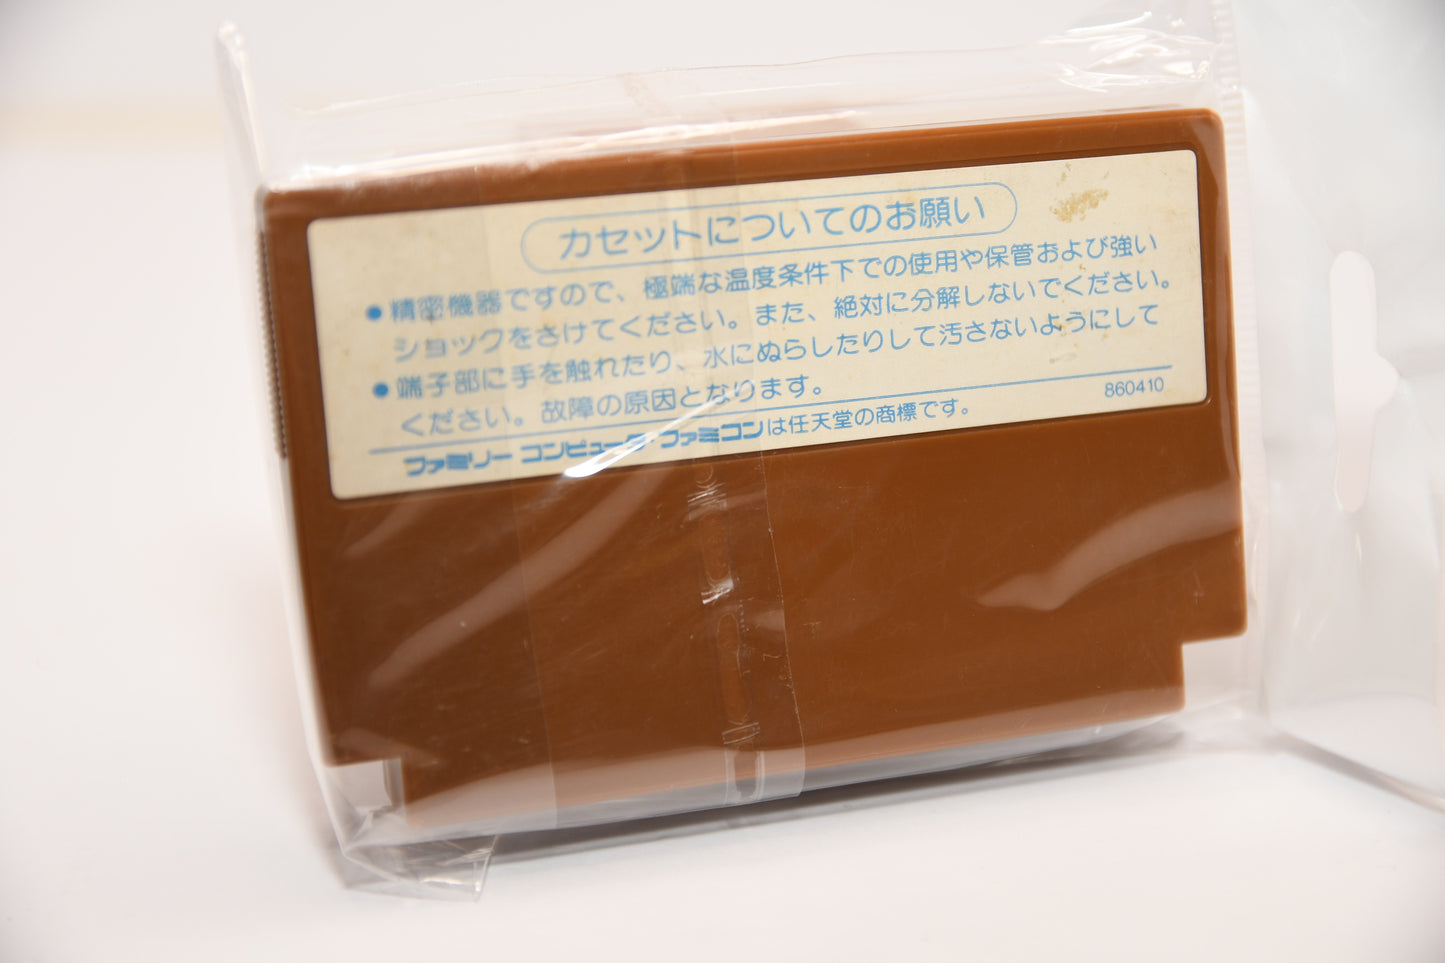 カセットについてのお願い
●精密機器ですので、極端な温度条件下での使用や保管および強い
ショックをさけてください。また、絶対に分解しないでください。
●端子部に手を触れたり、水にぬらしたりして汚さないようにして
ください。故障の原因となります。
860410
ファミリー コンピュータ ファミコンは任天堂の商標です。